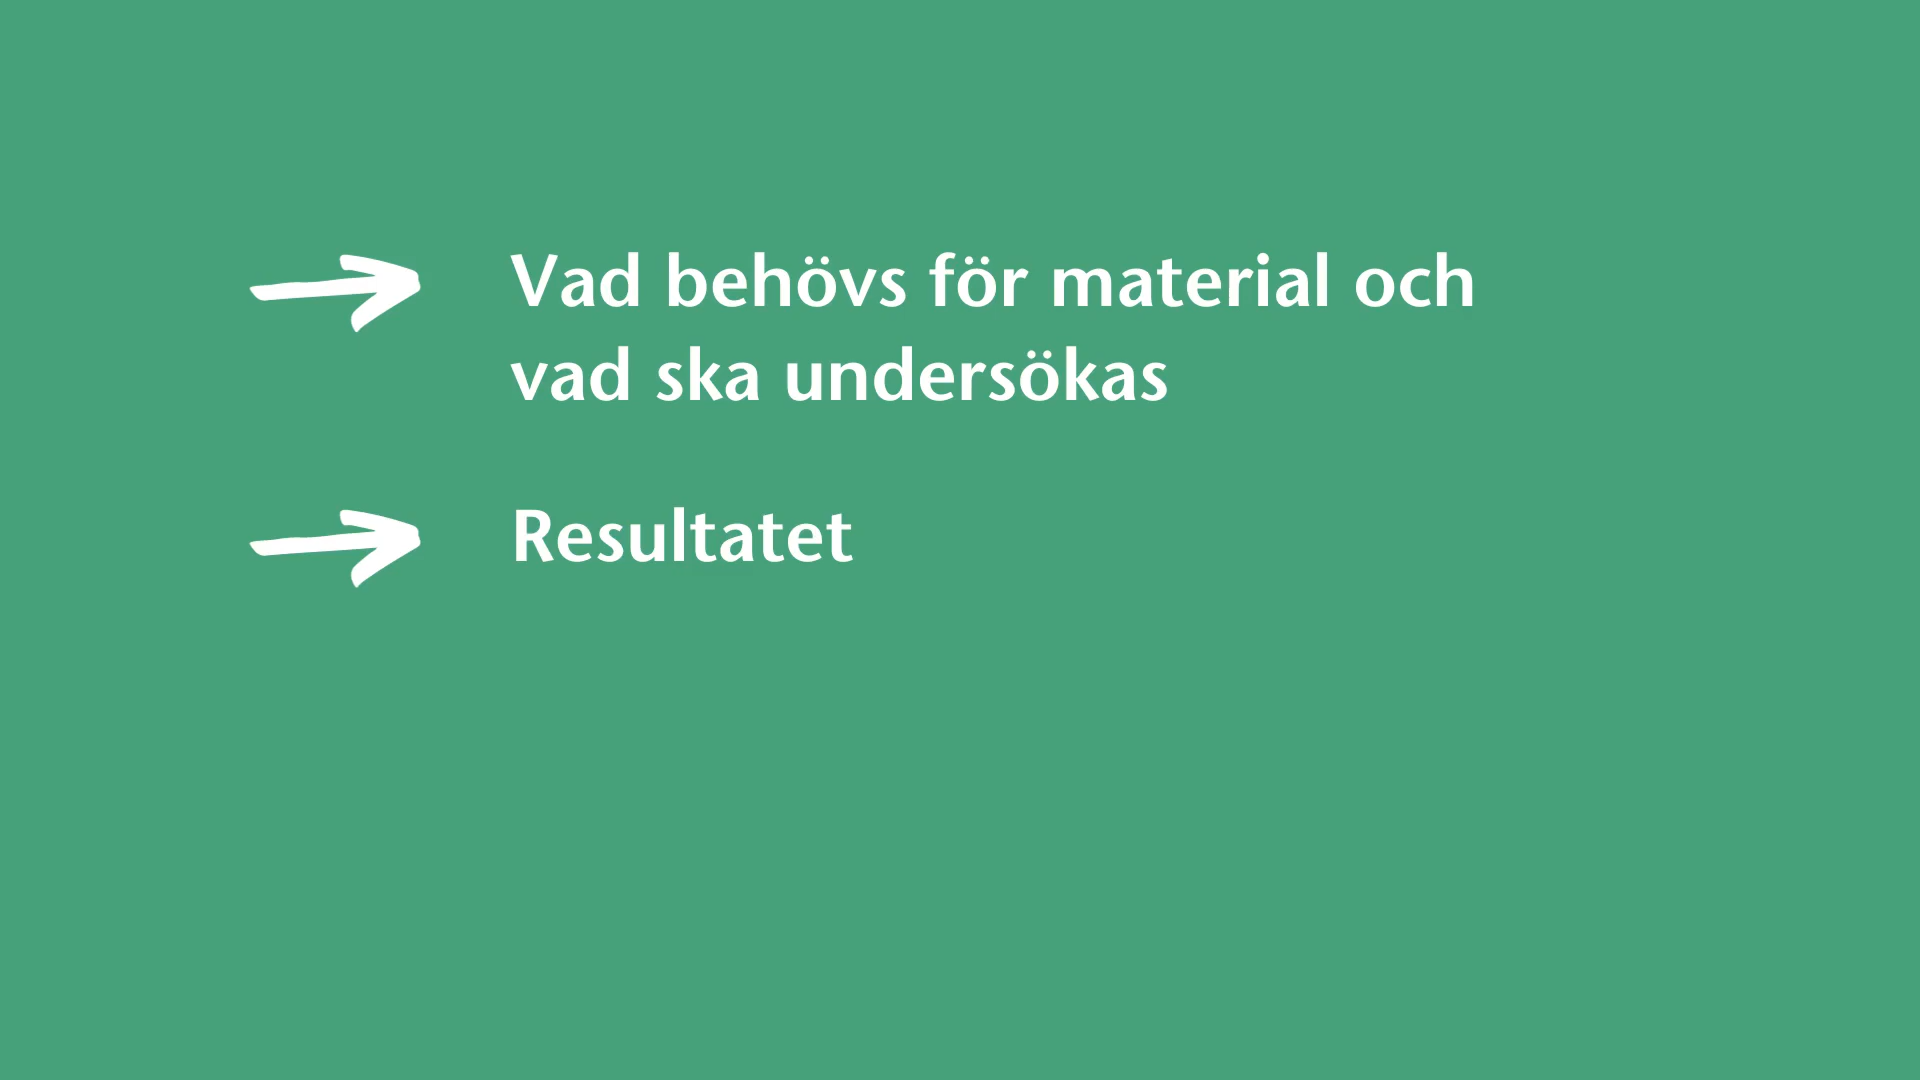 Vad behövs för material och
vad ska undersökas
Resultatet